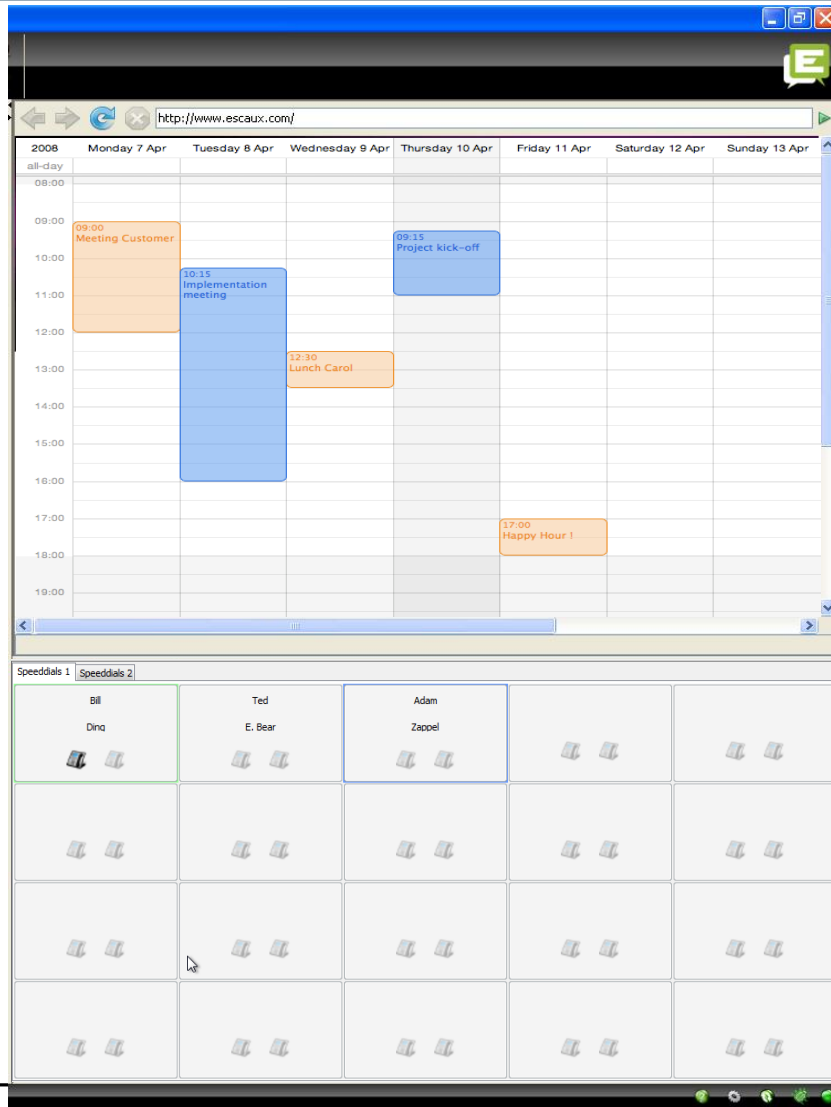 E
http://www.escaux.com/
2008 Monday 7 Apr Tuesday 8 Apr Wednesday 9 Apr Thursday 10 Apr Friday 11 Apr Saturday 12 Apr Sunday 13 Apr
all-day
08:00
09:00
09:00
Meeting Customer
09:15
Project kick-off
10:00
10:15
Implementation
meeting
11:00
12:00
12:30
Lunch Carol
13:00
14:00
15:00
16:00
17:00
17:00
Happy Hour !
18:00
19:00
Speeddials 1 Speeddials 2
Bill Ted Adam
Ding E. Bear Zappel